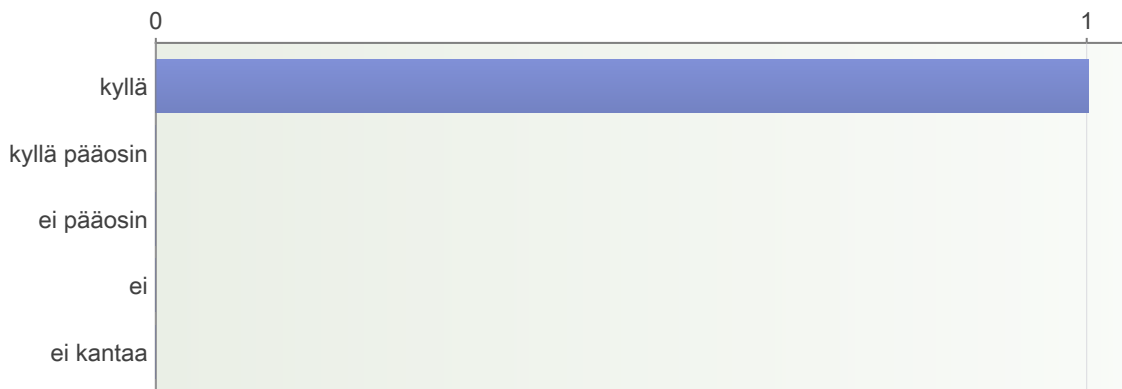 0 1
kyllä
kyllä pääosin
ei pääosin
ei
ei kantaa